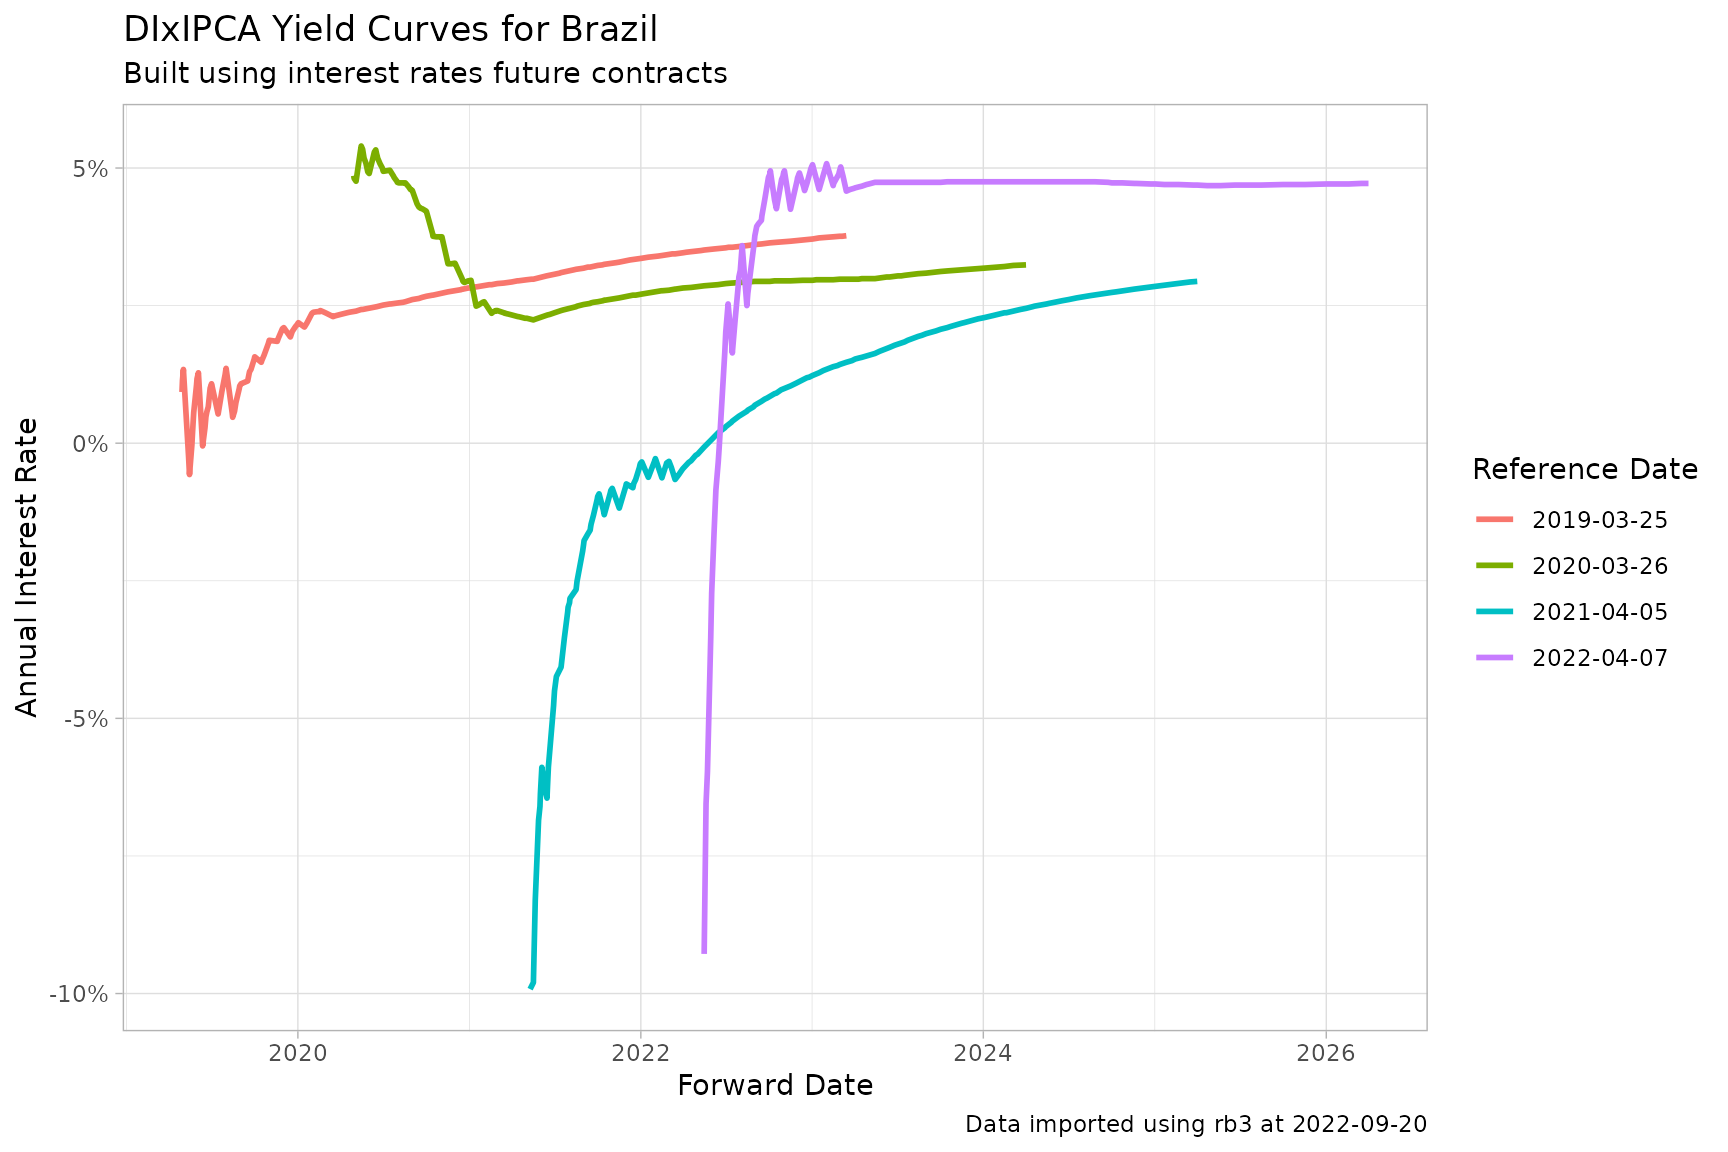 DIxIPCA Yield Curves for Brazil
Built using interest rates future contracts
Annual Interest Rate
5%
0%
-5%
-10%
2020
2022
2024
2026
Forward Date
Reference Date
2019-03-25
2020-03-26
2021-04-05
2022-04-07
Data imported using rb3 at 2022-09-20